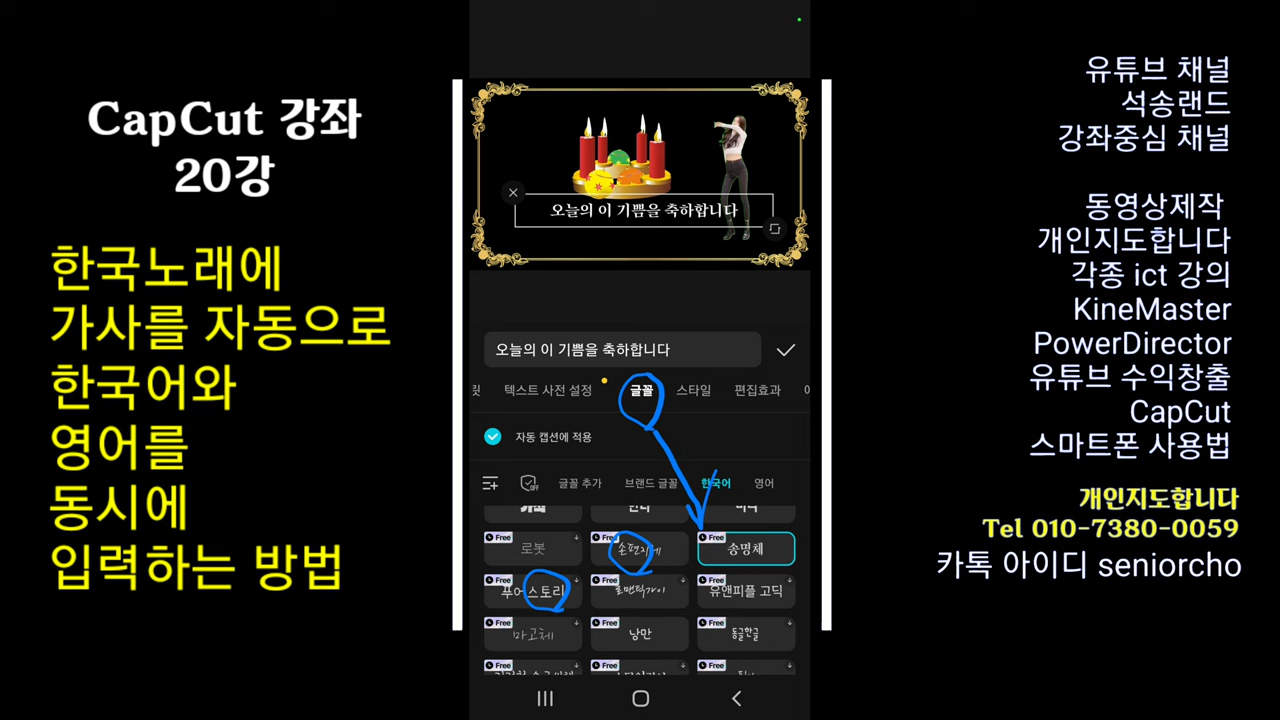 CapCut 강좌
20강
한국노래에
가사를 자동으로
한국어와
영어를
동시에
입력하는 방법
오늘의 이 기쁨을 축하합니다
오늘의 이 기쁨을 축하합니다
릿 텍스트 사전 설정 글꼴 스타일 편집효과
자동 캡션에 적용
OFF 글꼴 추가 브랜드 글꼴 한국어 영어
Free 로봇 Free Free 송명체
Free 푸어스토리 Free 로맨틱가이 Free 유앤피플 고딕
Free 마고체 Free 낭만 Free 동글한글
Free Free Free
유튜브 채널
석송랜드
강좌중심 채널
동영상제작
개인지도합니다
각종 ict 강의
KineMaster
PowerDirector
유튜브 수익창출
CapCut
스마트폰 사용법
개인지도합니다
Tel 010-7380-0059
카톡 아이디 seniorcho